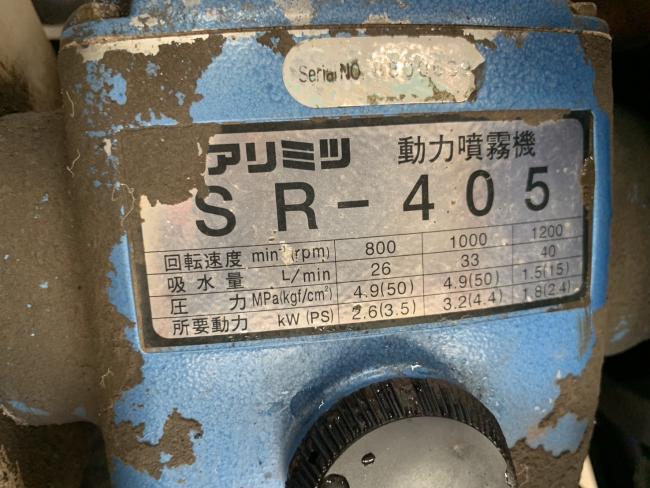 Serial NO.
アリミツ 動力噴霧機
SR-405
回転速度 min⁻¹(rpm) 800 1000 1200
吸水量 L/min 26 33 40
圧力 MPa(kgf/cm²) 4.9(50) 4.9(50) 1.5(15)
所要動力 kW (PS) 2.6(3.5) 3.2(4.4) 1.8(2.4)